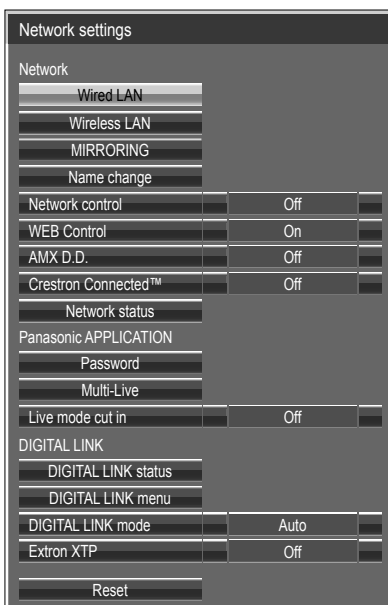 Network settings
Network
Wired LAN
Wireless LAN
MIRRORING
Name change
Network control Off
WEB Control On
AMX D.D. Off
Crestron Connected™ Off
Network status
Panasonic APPLICATION
Password
Multi-Live
Live mode cut in Off
DIGITAL LINK
DIGITAL LINK status
DIGITAL LINK menu
DIGITAL LINK mode Auto
Extron XTP Off
Reset